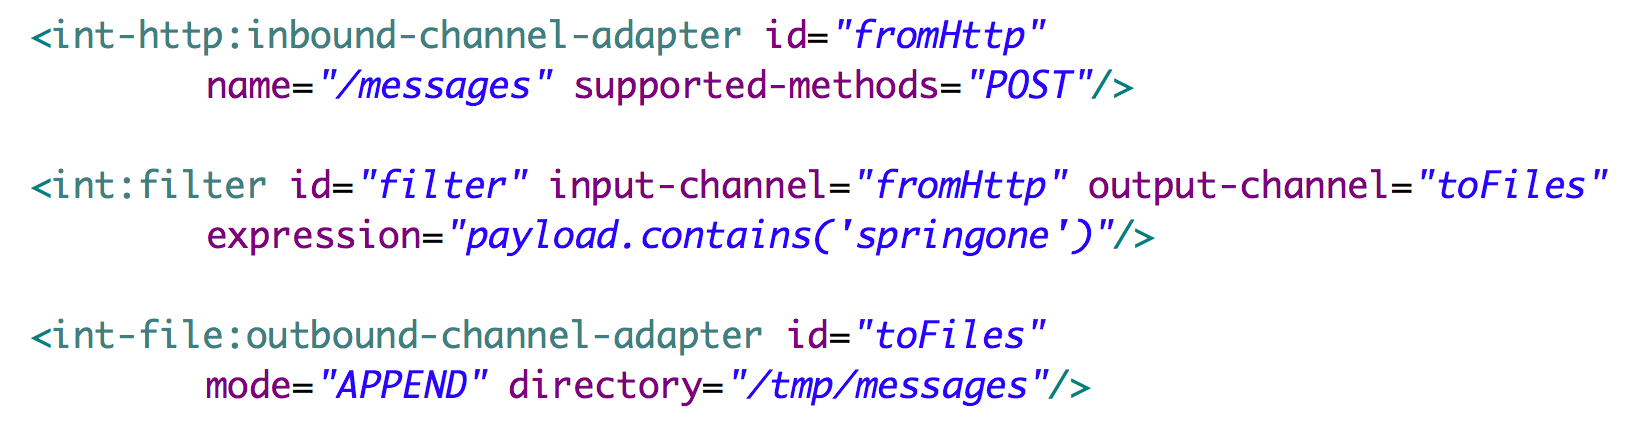 <int-http:inbound-channel-adapter id="fromHttp"
name="/messages" supported-methods="POST"/>
<int:filter id="filter" input-channel="fromHttp" output-channel="toFiles"
expression="payload.contains('springone')"/>
<int-file:outbound-channel-adapter id="toFiles"
mode="APPEND" directory="/tmp/messages"/>